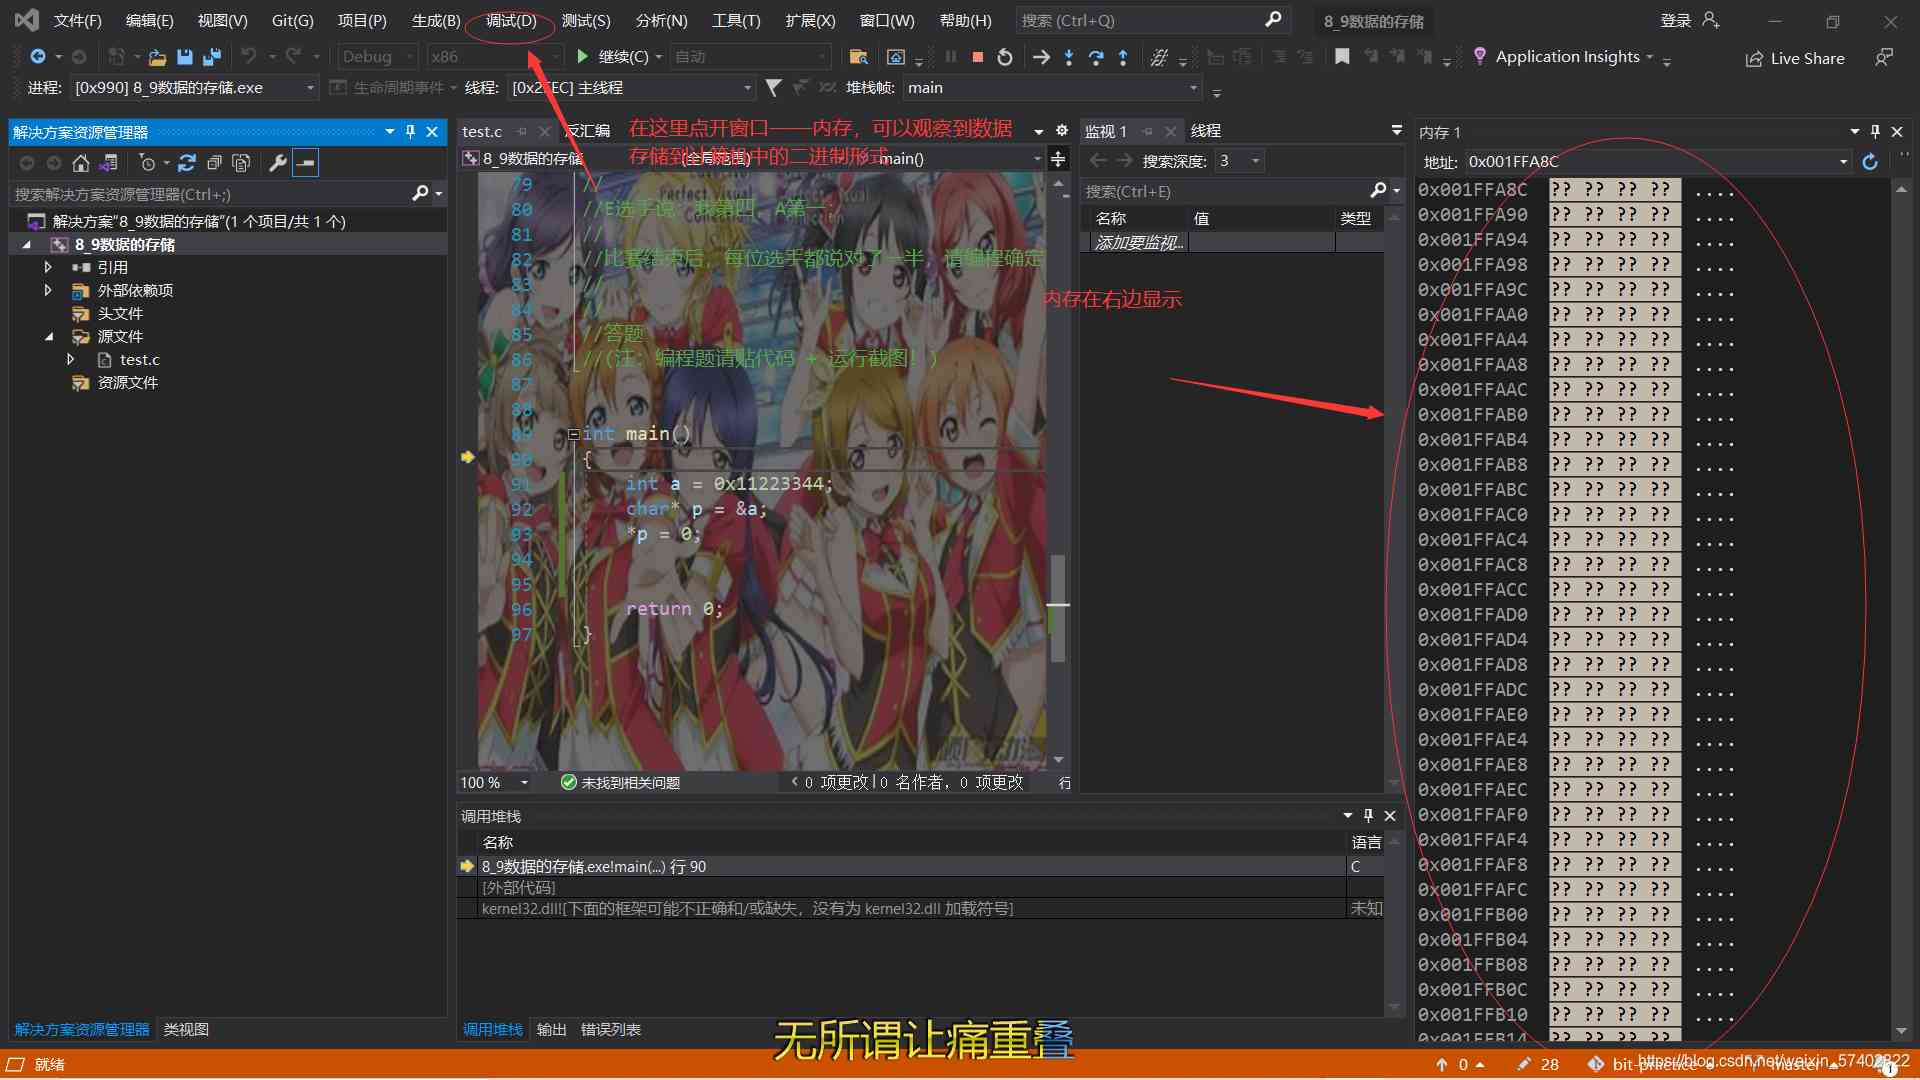 文件(F) 编辑(E) 视图(V) Git(G) 项目(P) 生成(B) 调试(D) 测试(S) 分析(N) 工具(T) 扩展(X) 窗口(W) 帮助(H) 搜索 (Ctrl+Q) 8_9数据的存储 登录
Debug x86 继续(C) 自动 Application Insights Live Share
进程: [0x990] 8_9数据的存储.exe 生命周期事件 线程: 主线程 堆栈帧: main
解决方案资源管理器
搜索解决方案资源管理器(Ctrl+;)
解决方案"8_9数据的存储"(1 个项目/共 1 个)
8_9数据的存储
引用
外部依赖项
头文件
源文件
test.c
资源文件
解决方案资源管理器 类视图
test.c 反汇编
在这里点开窗口——内存，可以观察到数据
存储到计算机中的二进制形式
8_9数据的存储 (全局范围) main()
79 //
80 //E选手说：我第四，A第一；
81 //
82 //比赛结束后，每位选手都说对了一半，请编程确定
83 //
84 //
85 //答题
86 //(注：编程题请贴代码 + 运行截图！)
87
88
89 int main()
90 {
91 int a = 0x11223344;
92 char* p = &a;
93 *p = 0;
94
95
96 return 0;
97 }
100 % 未找到相关问题 0 项更改 | 0 名作者，0 项更改 行
监视 1 线程
搜索深度: 3
搜索(Ctrl+E)
名称 值 类型
添加要监视...
内存在右边显示
调用堆栈
名称 语言
8_9数据的存储.exe!main(...) 行 90 C
[外部代码]
kernel32.dll![下面的框架可能不正确和/或缺失，没有为 kernel32.dll 加载符号] 未知
调用堆栈 输出 错误列表
内存 1
地址: 0x001FFA8C
0x001FFA8C ?? ?? ?? ?? ....
0x001FFA90 ?? ?? ?? ?? ....
0x001FFA94 ?? ?? ?? ?? ....
0x001FFA98 ?? ?? ?? ?? ....
0x001FFA9C ?? ?? ?? ?? ....
0x001FFAA0 ?? ?? ?? ?? ....
0x001FFAA4 ?? ?? ?? ?? ....
0x001FFAA8 ?? ?? ?? ?? ....
0x001FFAAC ?? ?? ?? ?? ....
0x001FFAB0 ?? ?? ?? ?? ....
0x001FFAB4 ?? ?? ?? ?? ....
0x001FFAB8 ?? ?? ?? ?? ....
0x001FFABC ?? ?? ?? ?? ....
0x001FFAC0 ?? ?? ?? ?? ....
0x001FFAC4 ?? ?? ?? ?? ....
0x001FFAC8 ?? ?? ?? ?? ....
0x001FFACC ?? ?? ?? ?? ....
0x001FFAD0 ?? ?? ?? ?? ....
0x001FFAD4 ?? ?? ?? ?? ....
0x001FFAD8 ?? ?? ?? ?? ....
0x001FFADC ?? ?? ?? ?? ....
0x001FFAE0 ?? ?? ?? ?? ....
0x001FFAE4 ?? ?? ?? ?? ....
0x001FFAE8 ?? ?? ?? ?? ....
0x001FFAEC ?? ?? ?? ?? ....
0x001FFAF0 ?? ?? ?? ?? ....
0x001FFAF4 ?? ?? ?? ?? ....
0x001FFAF8 ?? ?? ?? ?? ....
0x001FFAFC ?? ?? ?? ?? ....
0x001FFB00 ?? ?? ?? ?? ....
0x001FFB04 ?? ?? ?? ?? ....
0x001FFB08 ?? ?? ?? ?? ....
0x001FFB0C ?? ?? ?? ?? ....
0x001FFB10 ?? ?? ?? ?? ....
0x001FFB14 ?? ?? ?? ?? ....
无所谓让痛重叠
就绪 0 28 bit-practice master 1
https://blog.csdn.net/weixin_57402822